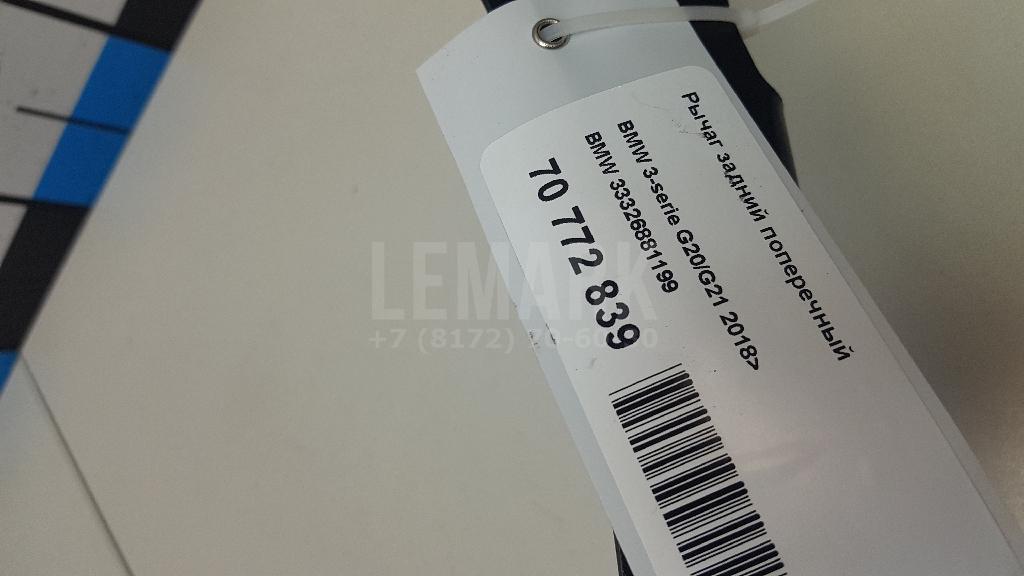 Рычаг задний поперечный
BMW 3-serie G20/G21 2018>
BMW 33326881199
70 772 839
LEMARK